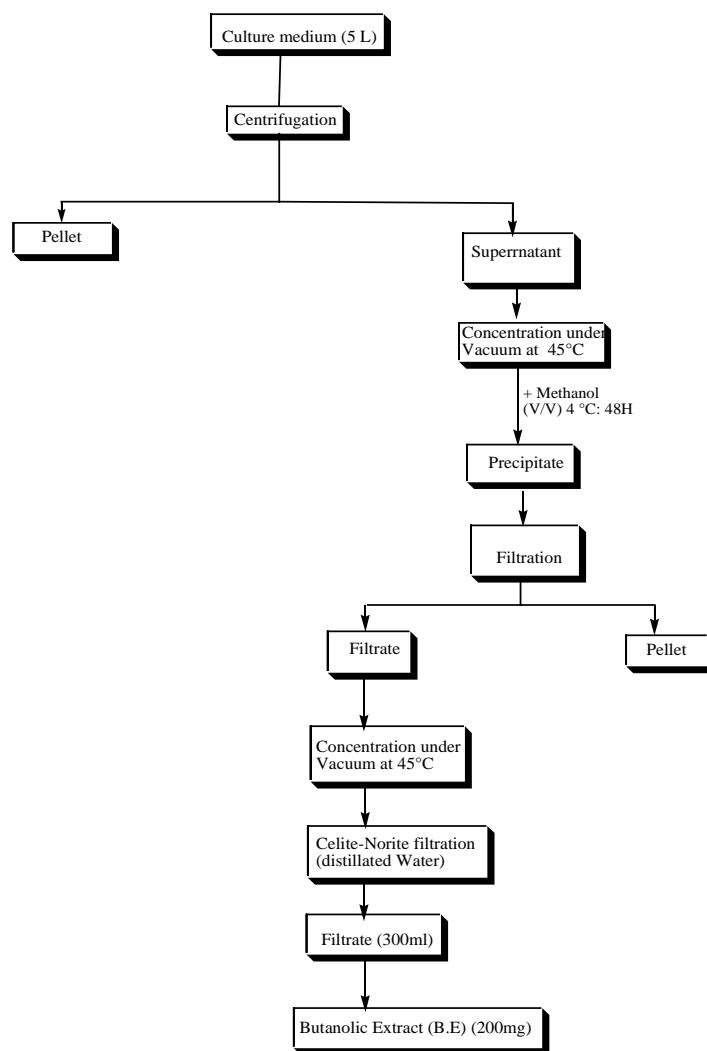 Culture medium (5 L)
Centrifugation
Pellet
Superrnatant
Concentration under
Vacuum at 45°C
+ Methanol
(V/V) 4 °C: 48H
Precipitate
Filtration
Filtrate
Pellet
Concentration under
Vacuum at 45°C
Celite-Norite filtration
(distillated Water)
Filtrate (300ml)
Butanolic Extract (B.E) (200mg)